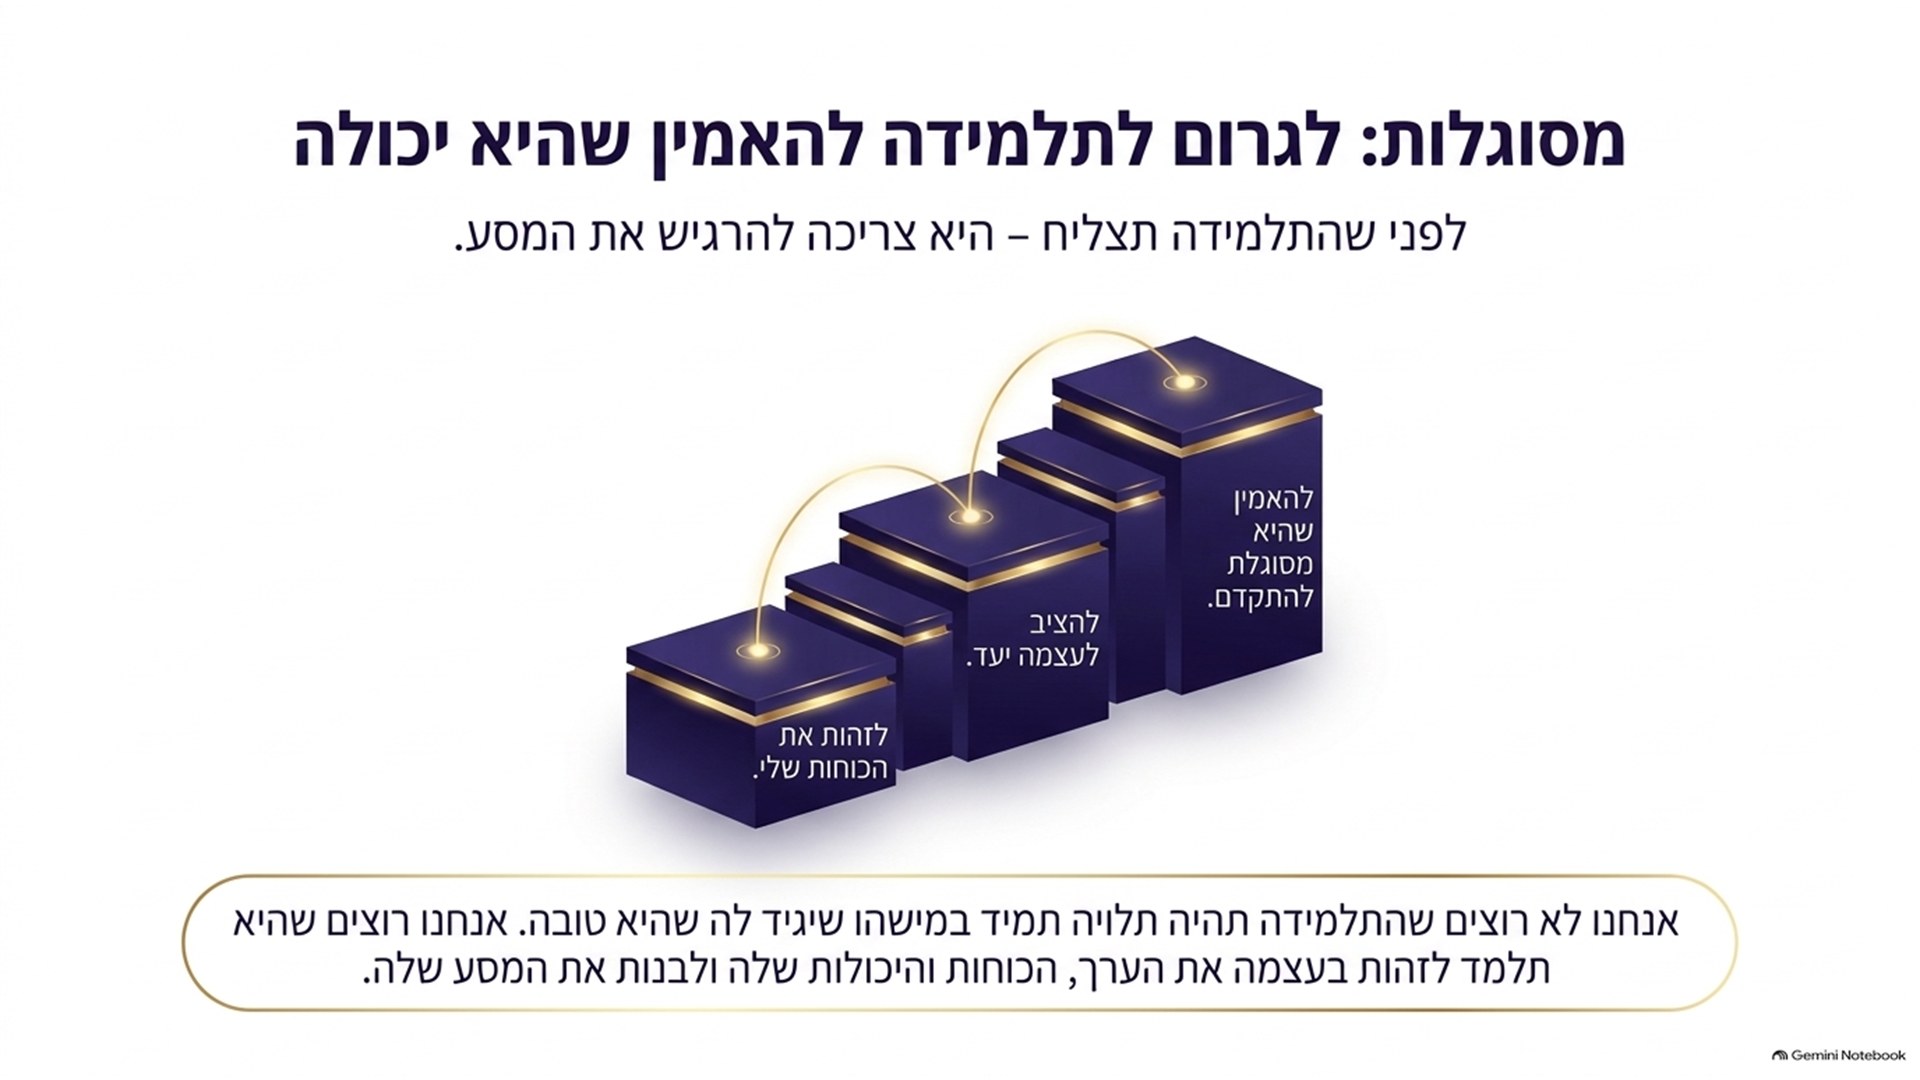 מסוגלות: לגרום לתלמידה להאמין שהיא יכולה
לפני שהתלמידה תצליח – היא צריכה להרגיש את המסע.
להאמין
שהיא
מסוגלת
להתקדם.
להציב
לעצמה יעד.
לזהות את
הכוחות שלי.
אנחנו לא רוצים שהתלמידה תהיה תלויה תמיד במישהו שיגיד לה שהיא טובה. אנחנו רוצים שהיא
תלמד לזהות בעצמה את הערך, הכוחות והיכולות שלה ולבנות את המסע שלה.
Gemini Notebook